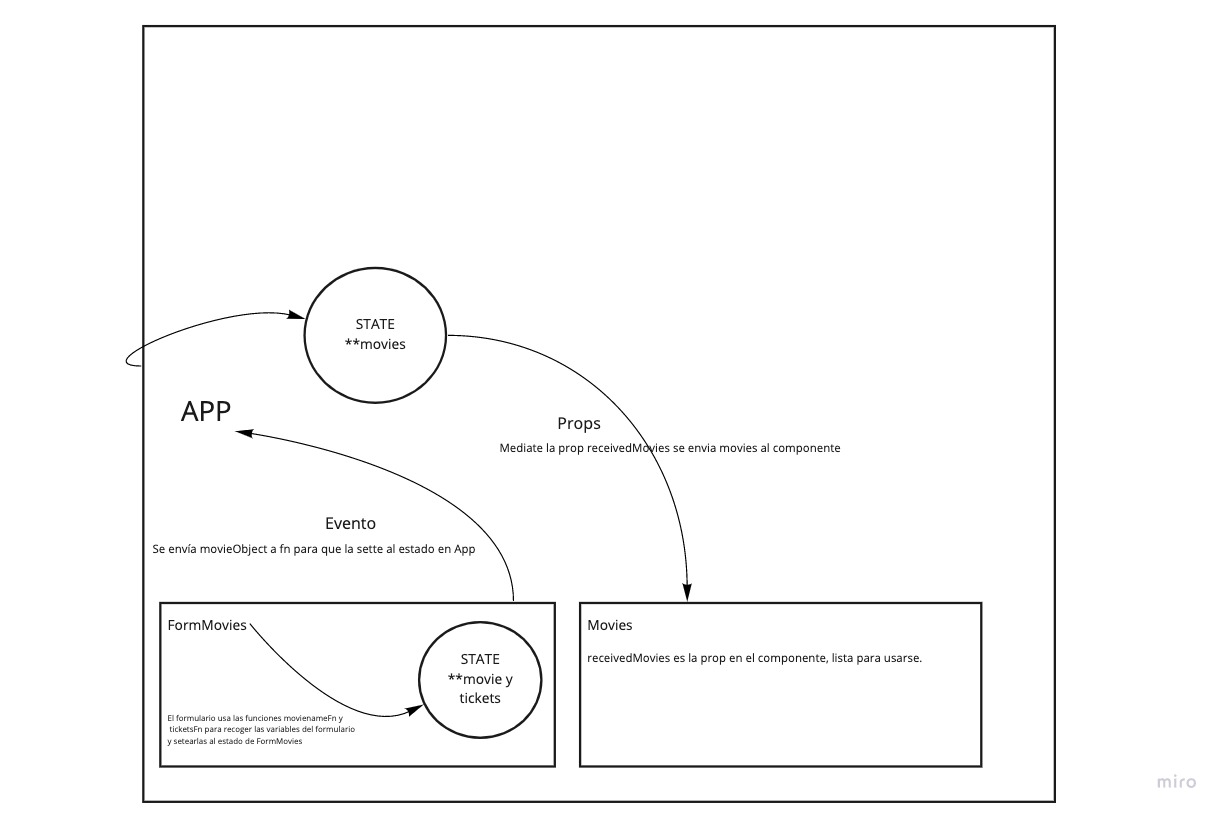 STATE
**movies
APP
Props
Mediate la prop receivedMovies se envia movies al componente
Evento
Se envía movieObject a fn para que la sette al estado en App
FormMovies
STATE
**movie y
tickets
El formulario usa las funciones movienameFn y
ticketsFn para recoger las variables del formulario
y setearlas al estado de FormMovies
Movies
receivedMovies es la prop en el componente, lista para usarse.
miro